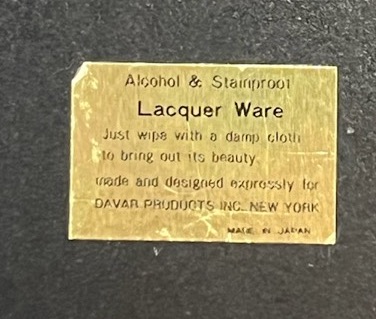 Alcohol & Stainproof
Lacquer Ware
Just wipe with a damp cloth
to bring out its beauty.
made and designed expressly for
DAVAR PRODUCTS INC. NEW YORK
MADE IN JAPAN